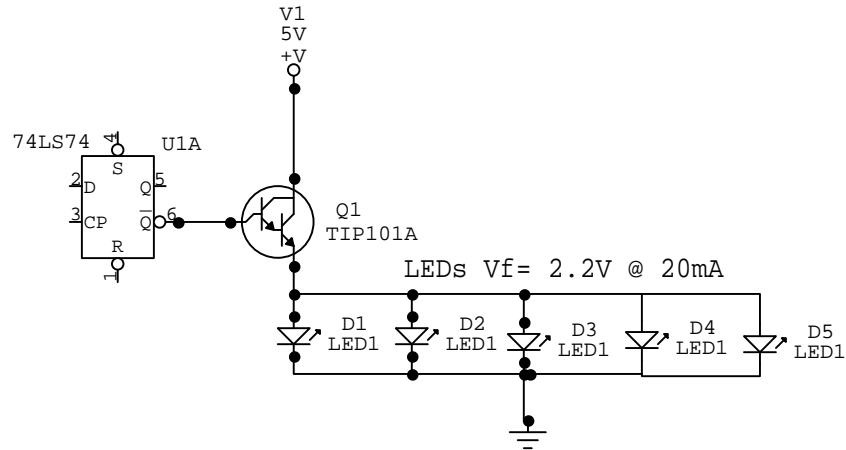 V1
5V
+V
74LS74
4
U1A
S
2
D
Q
5
3
CP
Q
6
R
1
Q1
TIP101A
LEDs Vf= 2.2V @ 20mA
D1
LED1
D2
LED1
D3
LED1
D4
LED1
D5
LED1